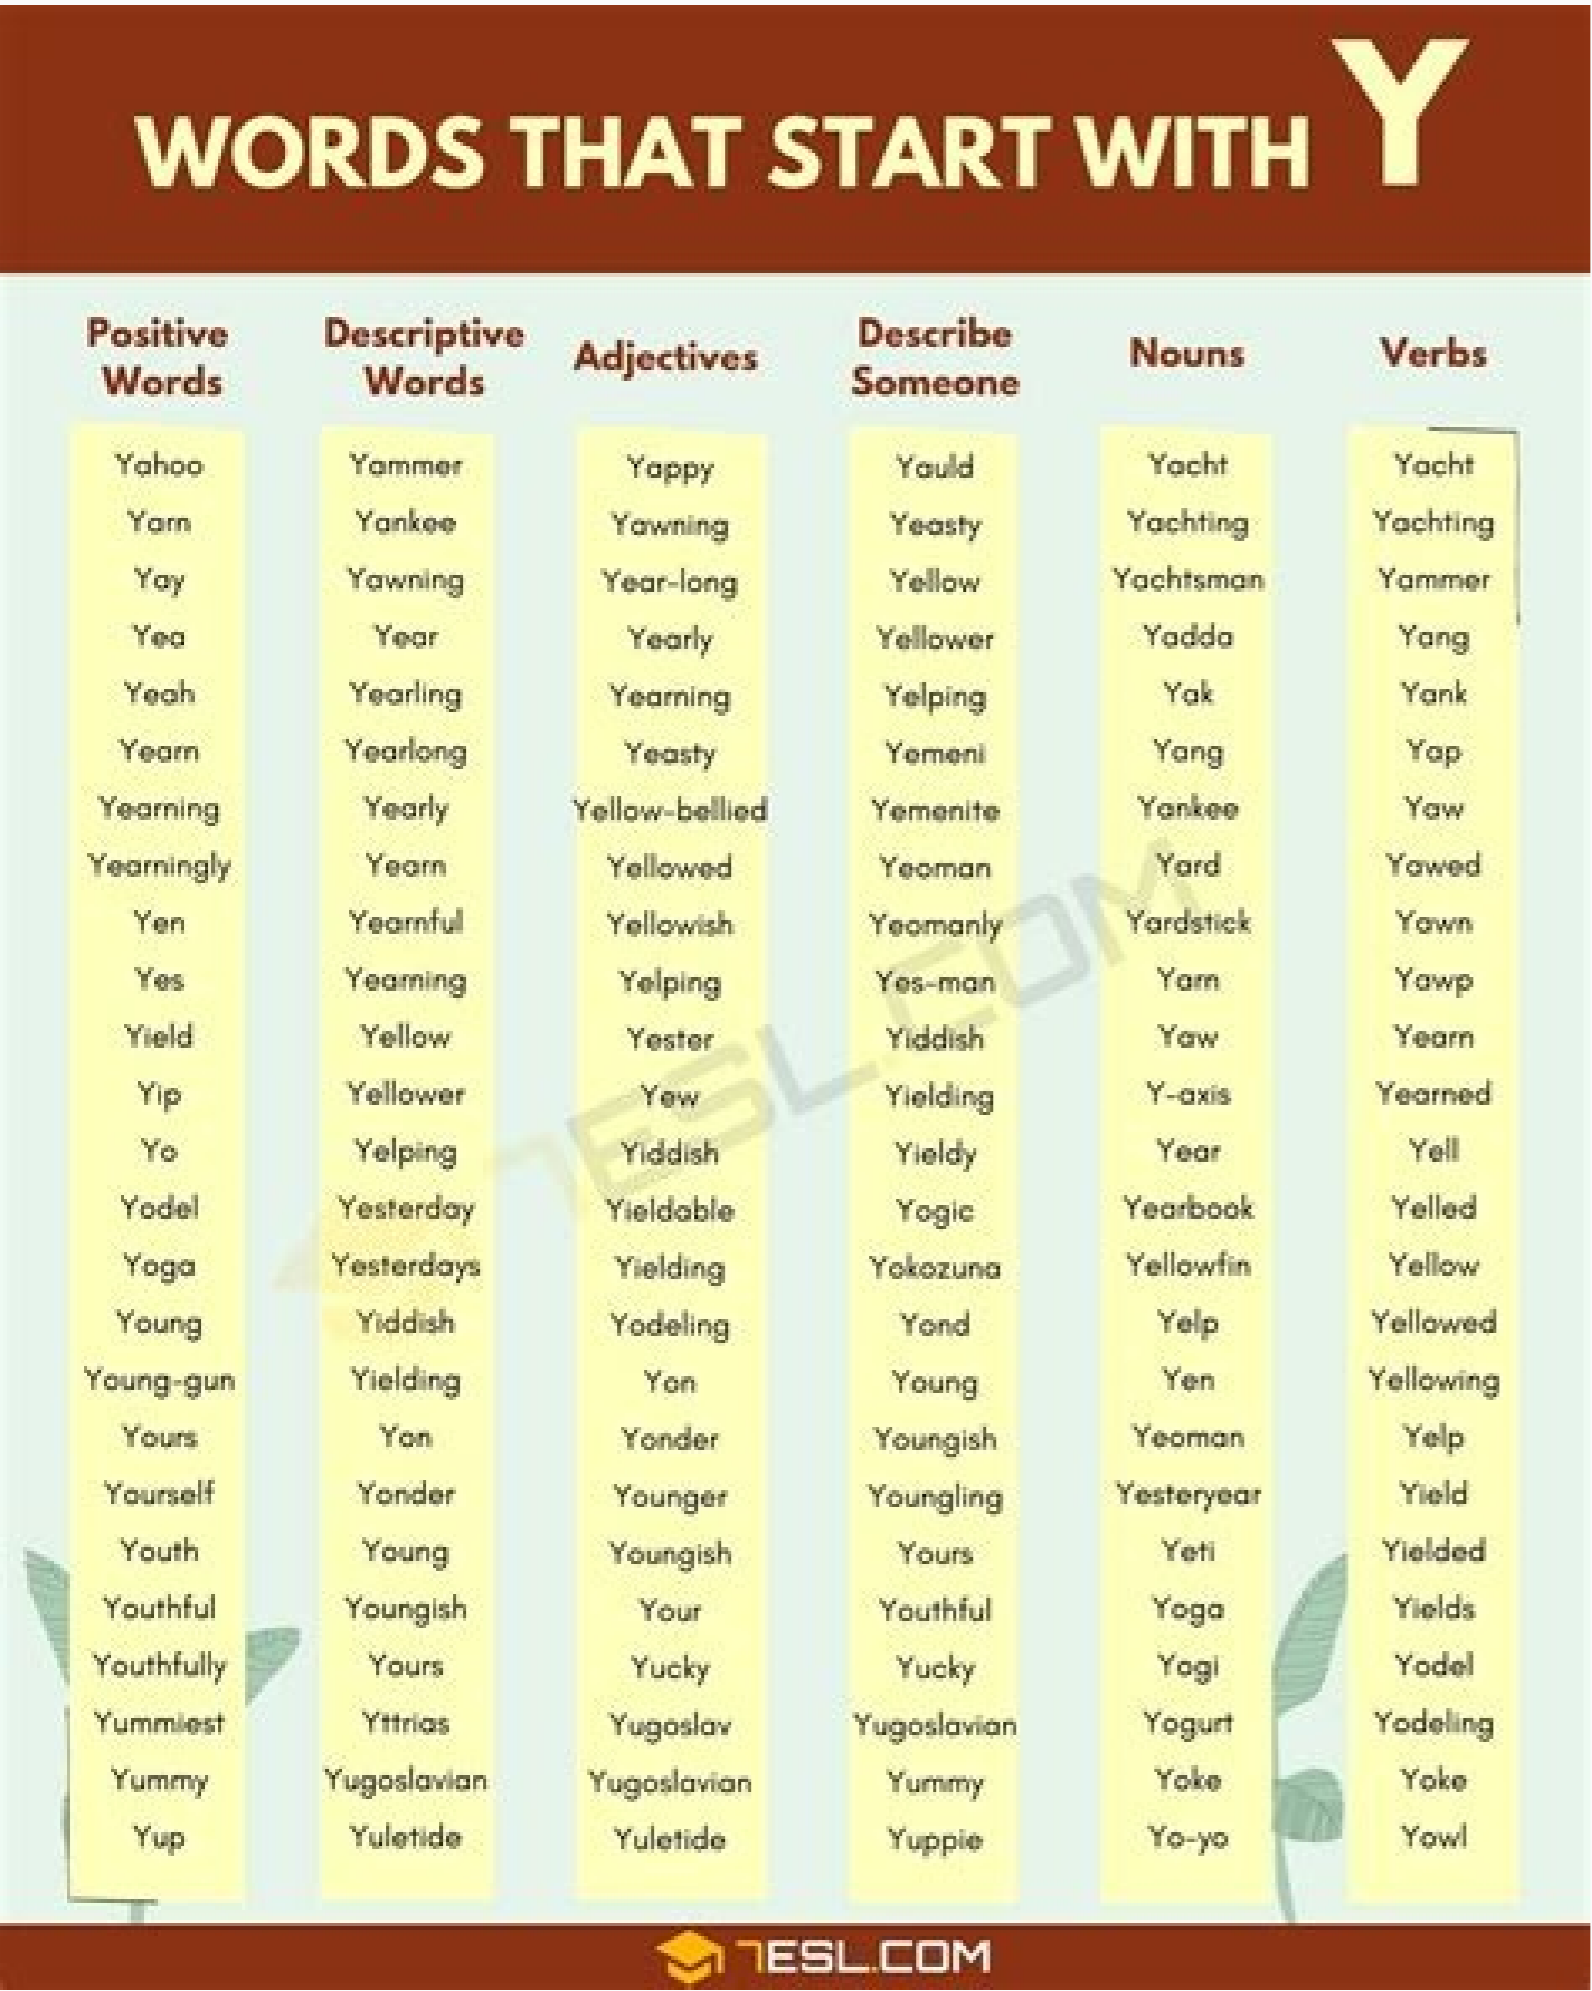 WORDS THAT START WITH Y
Positive Words Descriptive Words Adjectives Describe Someone Nouns Verbs
Yahoo Yammer Yappy Yauld Yacht Yacht
Yarn Yankee Yawning Yeasty Yachting Yachting
Yay Yawning Year-long Yellow Yachtsman Yammer
Yea Year Yearly Yellower Yadda Yang
Yeah Yearling Yearning Yelping Yak Yank
Yearn Yearlong Yeasty Yemeni Yang Yap
Yearning Yearly Yellow-bellied Yemenite Yankee Yaw
Yearningly Yearn Yellowed Yeoman Yard Yawed
Yen Yearnful Yellowish Yeomanly Yardstick Yawn
Yes Yearning Yelping Yes-man Yarn Yawp
Yield Yellow Yester Yiddish Yaw Yearn
Yip Yellower Yew Yielding Y-axis Yearned
Yo Yelping Yiddish Yieldy Year Yell
Yodel Yesterday Yieldable Yogic Yearbook Yelled
Yoga Yesterdays Yielding Yokozuna Yellowfin Yellow
Young Yiddish Yodeling Yond Yelp Yellowed
Young-gun Yielding Yon Young Yen Yellowing
Yours Yon Yonder Youngish Yeoman Yelp
Yourself Yonder Younger Youngling Yesteryear Yield
Youth Young Youngish Yours Yeti Yielded
Youthful Youngish Your Youthful Yoga Yields
Youthfully Yours Yucky Yucky Yogi Yodel
Yummiest Yttrias Yugoslav Yugoslavian Yogurt Yodeling
Yummy Yugoslavian Yugoslavian Yummy Yoke Yoke
Yup Yuletide Yuletide Yuppie Yo-yo Yowl
7ESL.COM
7ESL.COM